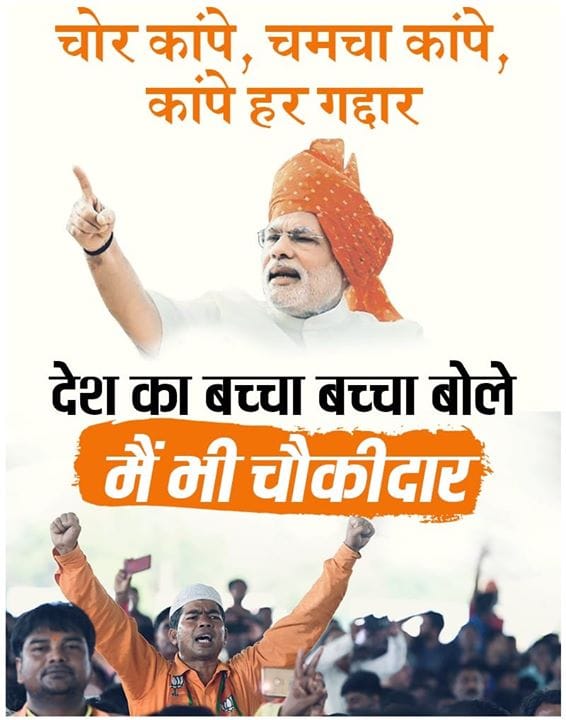 चोर कांपे, चमचा कांपे,
कांपे हर गद्दार
देश का बच्चा बच्चा बोले
मैं भी चौकीदार